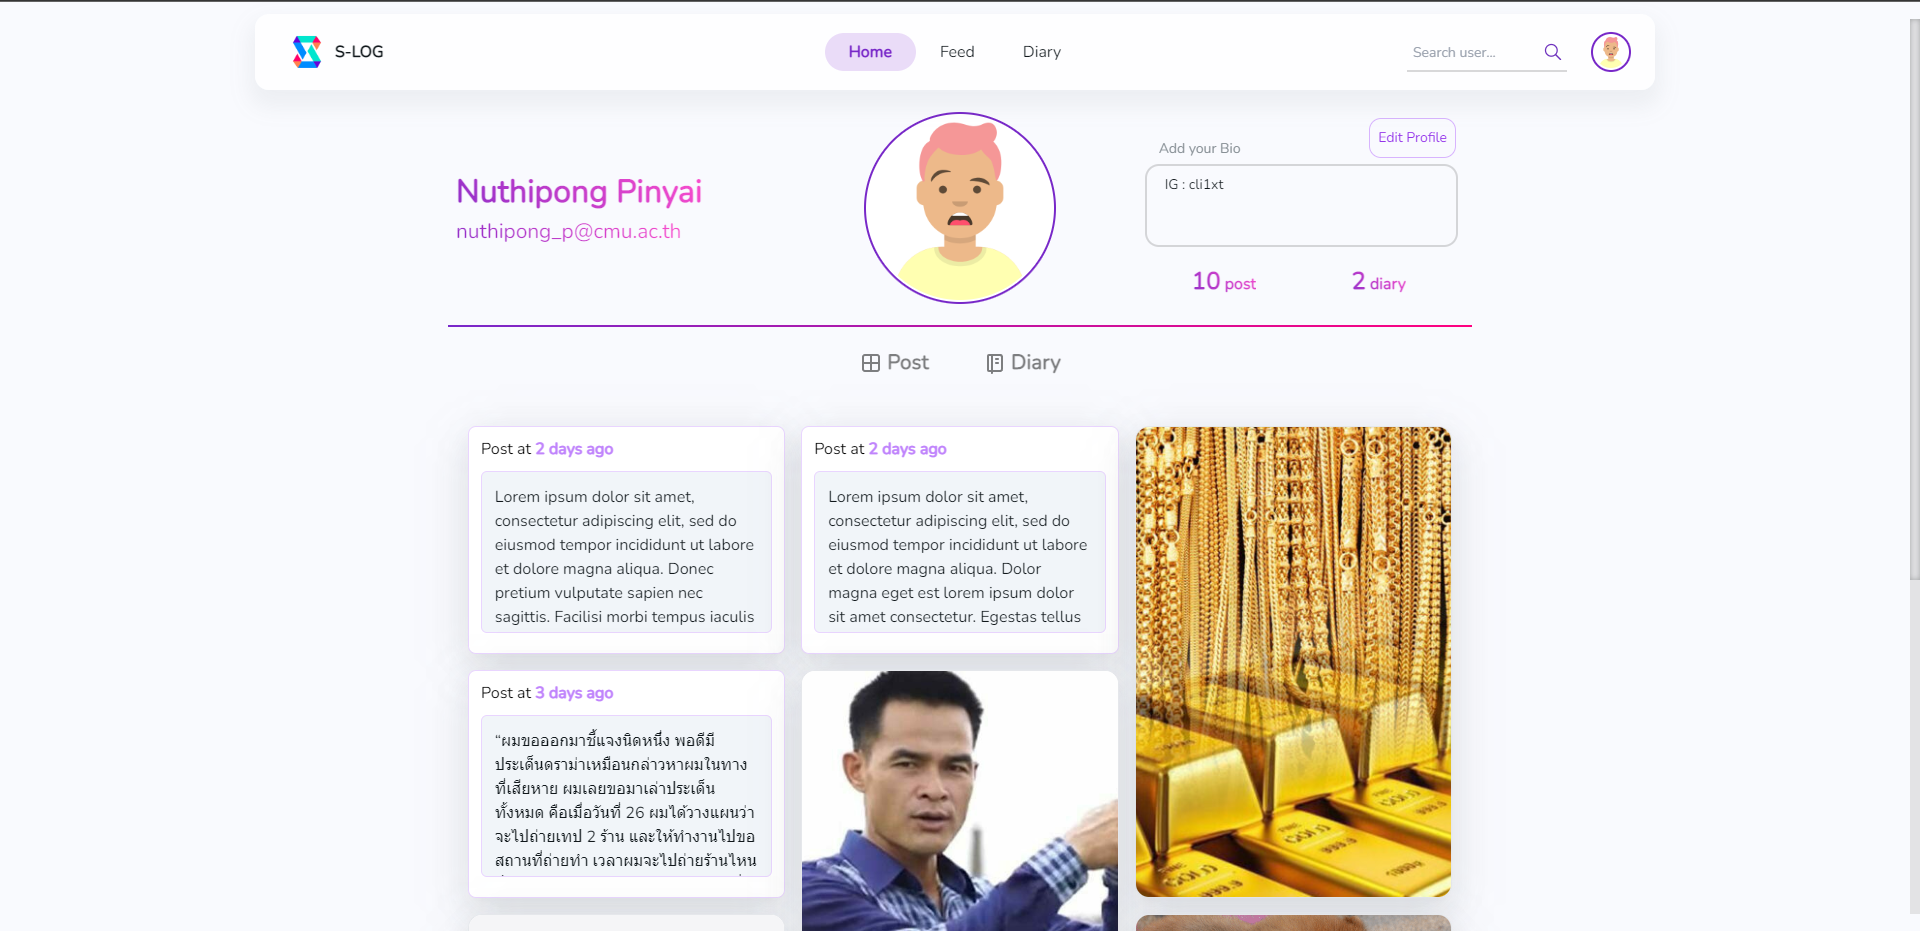 S-LOG
Home
Feed
Diary
Search user...
Nuthipong Pinyai
nuthipong_p@cmu.ac.th
Add your Bio
Edit Profile
IG : cli1xt
10 post
2 diary
Post
Diary
Post at 2 days ago
Lorem ipsum dolor sit amet,
consectetur adipiscing elit, sed do
eiusmod tempor incididunt ut labore
et dolore magna aliqua. Donec
pretium vulputate sapien nec
sagittis. Facilisi morbi tempus iaculis
Post at 2 days ago
Lorem ipsum dolor sit amet,
consectetur adipiscing elit, sed do
eiusmod tempor incididunt ut labore
et dolore magna aliqua. Dolor
magna eget est lorem ipsum dolor
sit amet consectetur. Egestas tellus
Post at 3 days ago
“ผมขอออกมาชี้แจงนิดหนึ่ง พอดีมี
ประเด็นดราม่าเหมือนกล่าวหาผมในทาง
ที่เสียหาย ผมเลยขอมาเล่าประเด็น
ทั้งหมด คือเมื่อวันที่ 26 ผมได้วางแผนว่า
จะไปถ่ายเทป 2 ร้าน และให้ทำงานไปขอ
สถานที่ถ่ายทำ เวลาผมจะไปถ่ายร้านไหน
FINE
GOLD
999.9
1000g